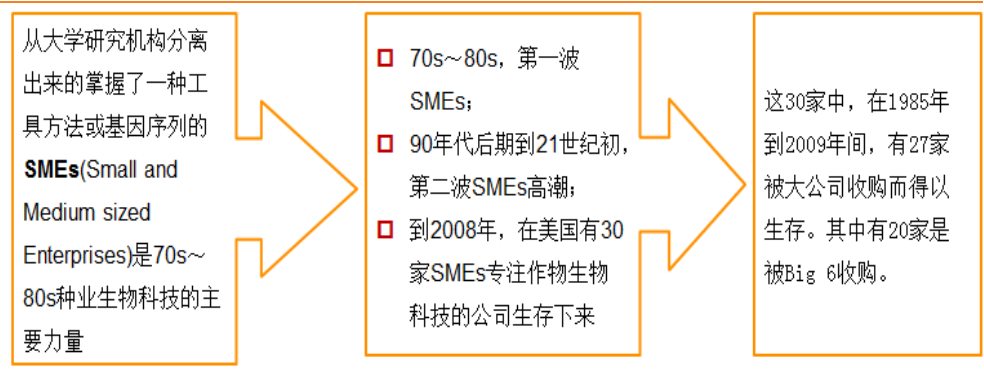 从大学研究机构分离
出来的掌握了一种工
具方法或基因序列的
SMEs(Small and
Medium sized
Enterprises)是70s～
80s种业生物科技的主
要力量
70s～80s，第一波
SMEs；
90年代后期到21世纪初，
第二波SMEs高潮；
到2008年，在美国有30
家SMEs专注作物生物
科技的公司生存下来
这30家中，在1985年
到2009年间，有27家
被大公司收购而得以
生存。其中有20家是
被Big 6收购。